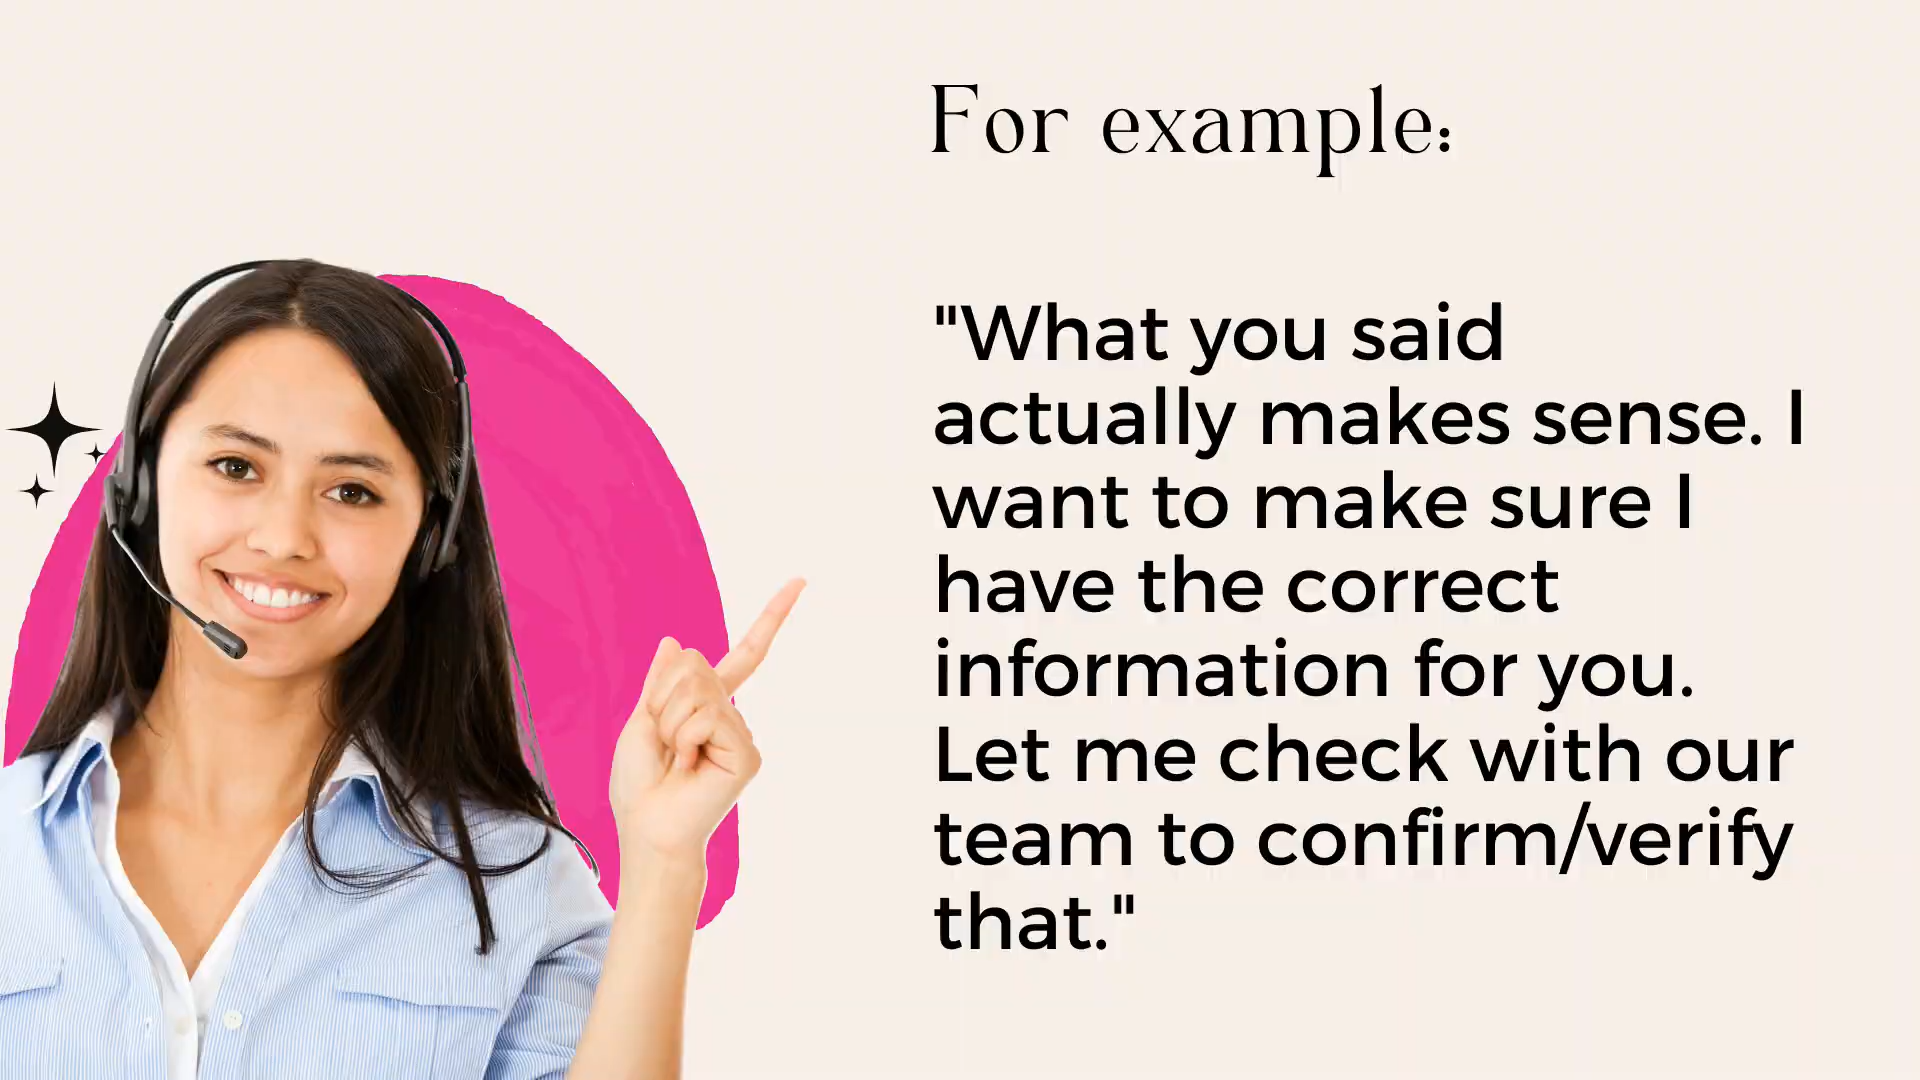 For example:
"What you said
actually makes sense. I
want to make sure I
have the correct
information for you.
Let me check with our
team to confirm/verify
that."